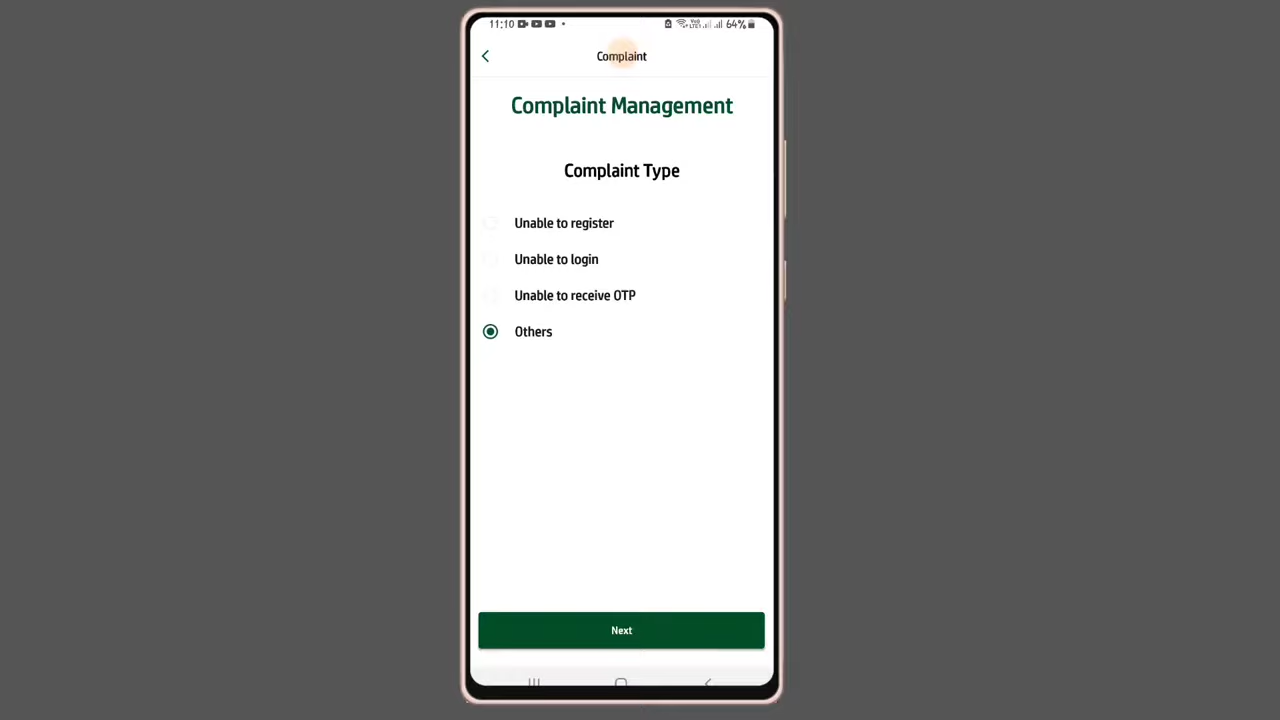 11:10 64%
Complaint
Complaint Management
Complaint Type
Unable to register
Unable to login
Unable to receive OTP
Others
Next